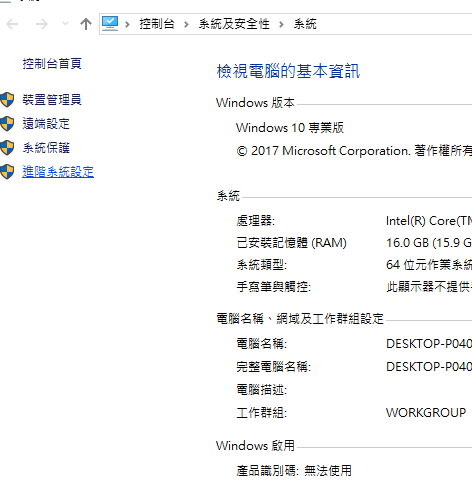 控制台 › 系統及安全性 › 系統
控制台首頁
裝置管理員
遠端設定
系統保護
進階系統設定
檢視電腦的基本資訊
Windows 版本
Windows 10 專業版
© 2017 Microsoft Corporation. 著作權所有
系統
處理器: Intel(R) Core(TM
已安裝記憶體 (RAM) 16.0 GB (15.9 G
系統類型: 64 位元作業系統
手寫筆與觸控: 此顯示器不提供
電腦名稱、網域及工作群組設定
電腦名稱: DESKTOP-P040
完整電腦名稱: DESKTOP-P040
電腦描述:
工作群組: WORKGROUP
Windows 啟用
產品識別碼: 無法使用